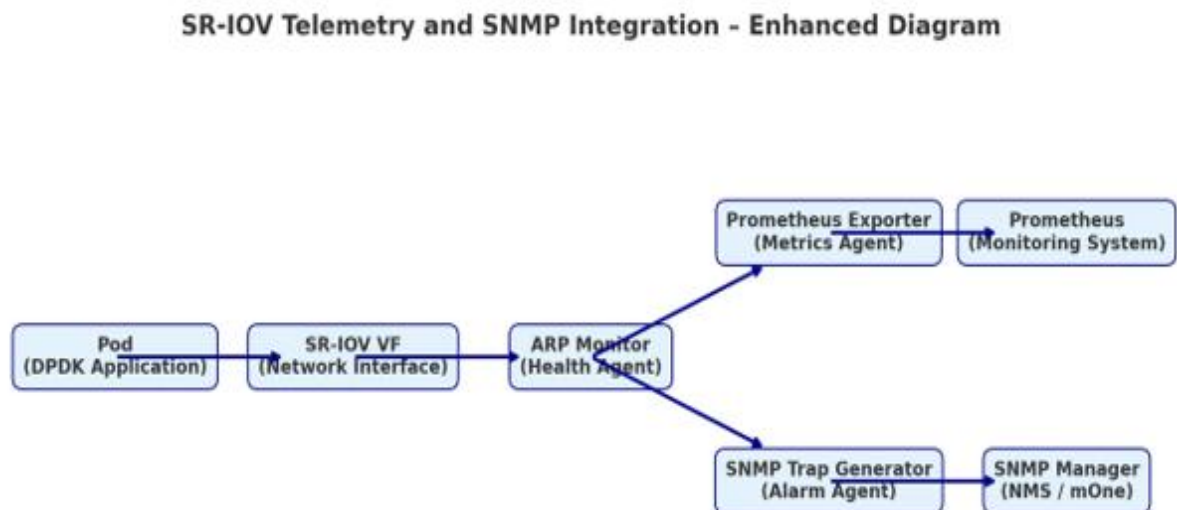 SR-IOV Telemetry and SNMP Integration – Enhanced Diagram
Prometheus Exporter
(Metrics Agent)
Prometheus
(Monitoring System)
Pod
(DPDK Application)
SR-IOV VF
(Network Interface)
ARP Monitor
(Health Agent)
SNMP Trap Generator
(Alarm Agent)
SNMP Manager
(NMS / mOne)